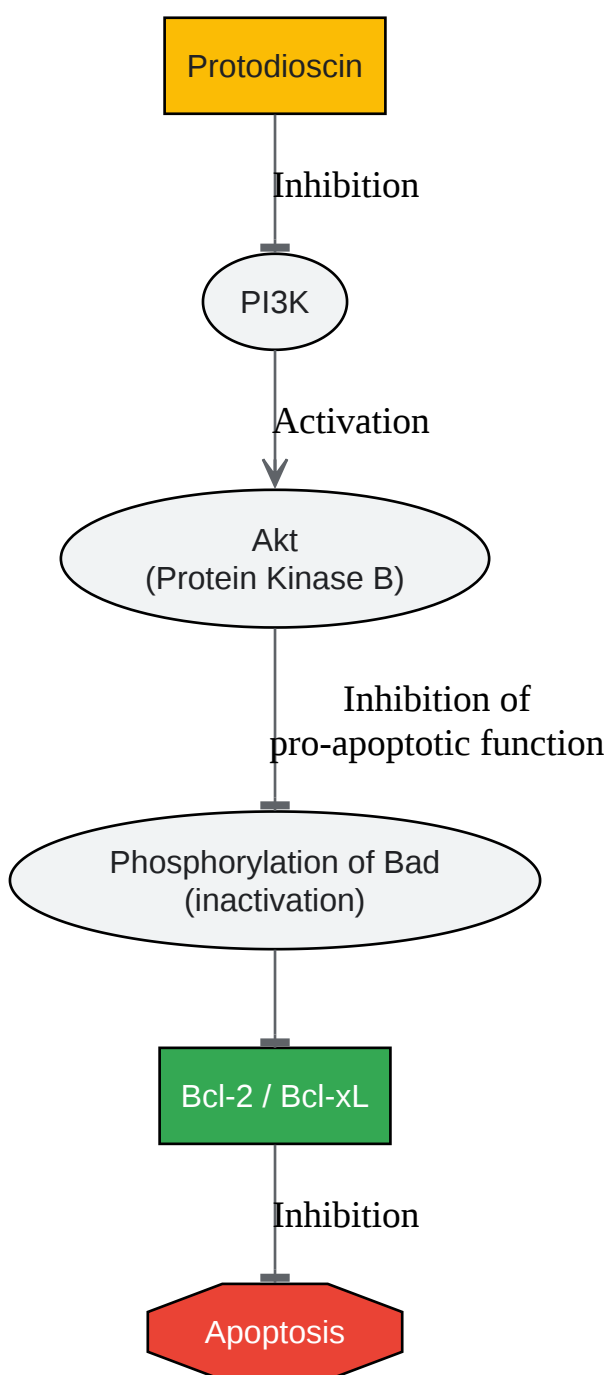 Protodioscin
Inhibition
PI3K
Activation
Akt
(Protein Kinase B)
Inhibition of
pro-apoptotic function
Phosphorylation of Bad
(inactivation)
Bcl-2 / Bcl-xL
Inhibition
Apoptosis